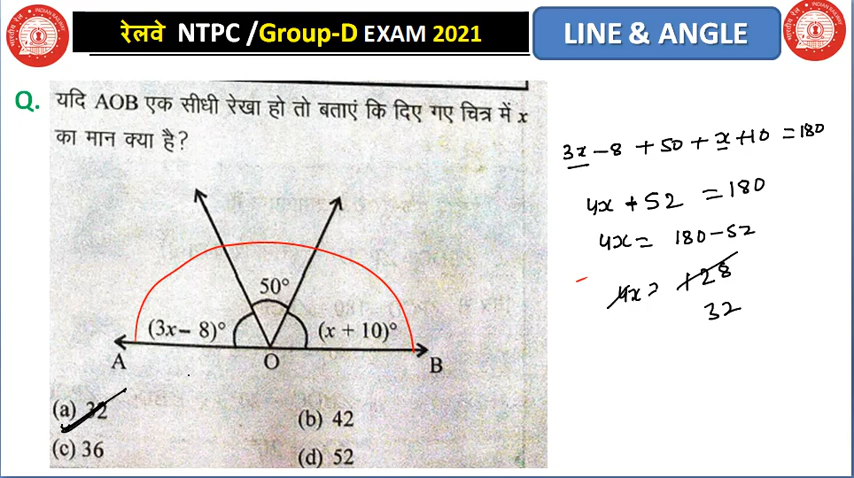 रेलवे NTPC /Group-D EXAM 2021
LINE & ANGLE
Q. यदि AOB एक सीधी रेखा हो तो बताएं कि दिए गए चित्र में x
का मान क्या है?
50°
(3x – 8)°
(x + 10)°
A
O
B
(a) 32
(b) 42
(c) 36
(d) 52
3x – 8 + 50 + x + 10 = 180
4x + 52 = 180
4x = 180 – 52
4x = 128
32